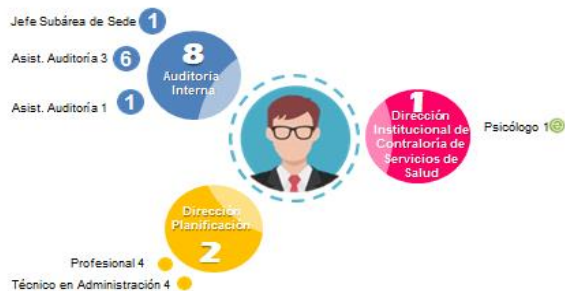 Jefe Subárea de Sede 1
Asist. Auditoría 3 6
Asist. Auditoría 1 1
8
Auditoría
Interna
1
Dirección
Institucional de
Contraloría de
Servicios de
Salud
Psicólogo 1
Dirección
Planificación
2
Profesional 4
Técnico en Administración 4